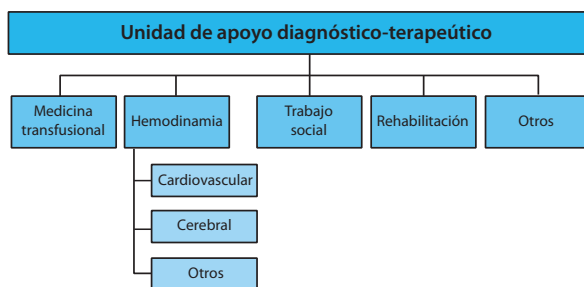 Unidad de apoyo diagnóstico-terapeútico
Medicina
transfusional
Hemodinamia
Trabajo
social
Rehabilitación
Otros
Cardiovascular
Cerebral
Otros